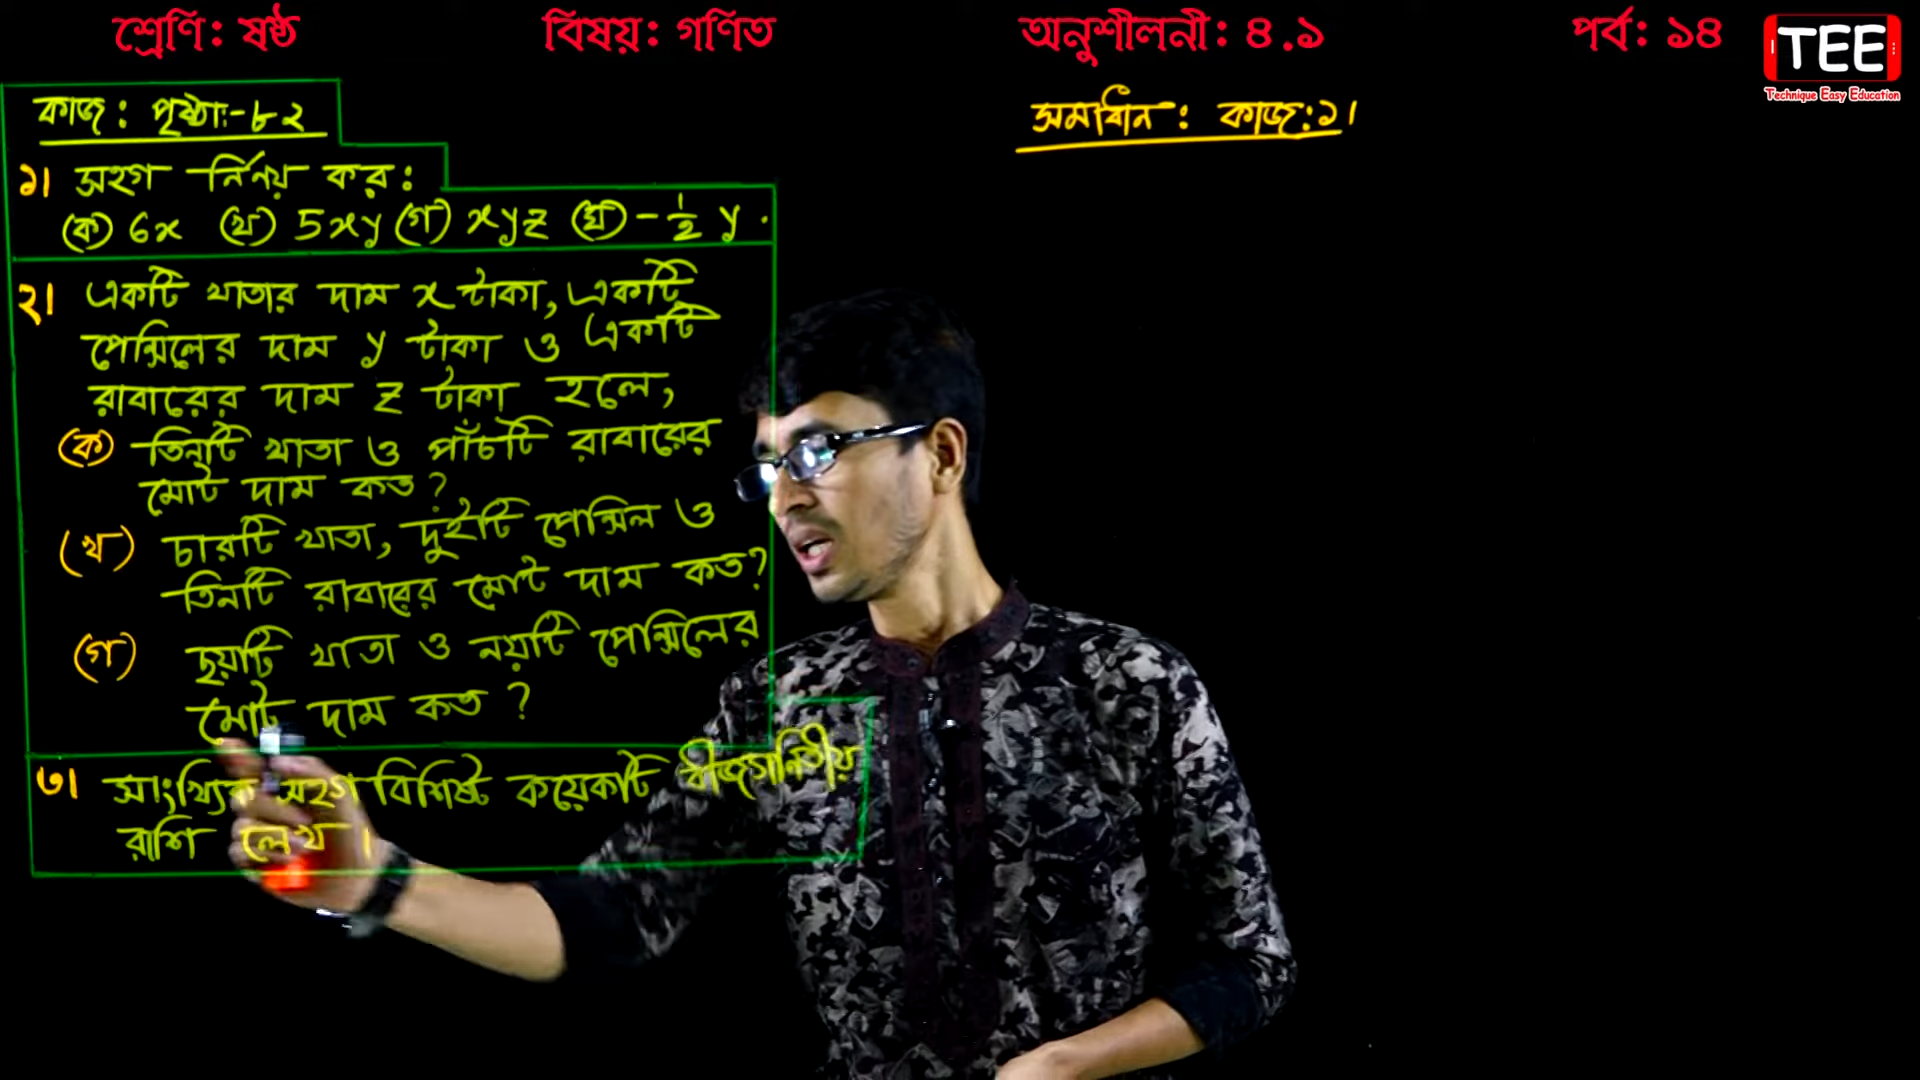 শ্রেণি: ষষ্ঠ
বিষয়: গণিত
অনুশীলনী: ৪.১
পর্ব: ১৪
TEE
Technique Easy Education
কাজ: পৃষ্ঠা:-৮২
১। সহগ নির্ণয় কর:
(ক) 6x (খ) 5xy (গ) xyz (ঘ) -1/2 y.
২। একটি খাতার দাম x টাকা, একটি
পেন্সিলের দাম y টাকা ও একটি
রাবারের দাম z টাকা হলে,
(ক) তিনটি খাতা ও পাঁচটি রাবারের
মোট দাম কত?
(খ) চারটি খাতা, দুইটি পেন্সিল ও
তিনটি রাবারের মোট দাম কত?
(গ) ছয়টি খাতা ও নয়টি পেন্সিলের
মোট দাম কত?
৩। সাংখ্যিক সহগ বিশিষ্ট কয়েকটি বীজগণিতীয়
রাশি লেখ।
সমাধান: কাজ:১।